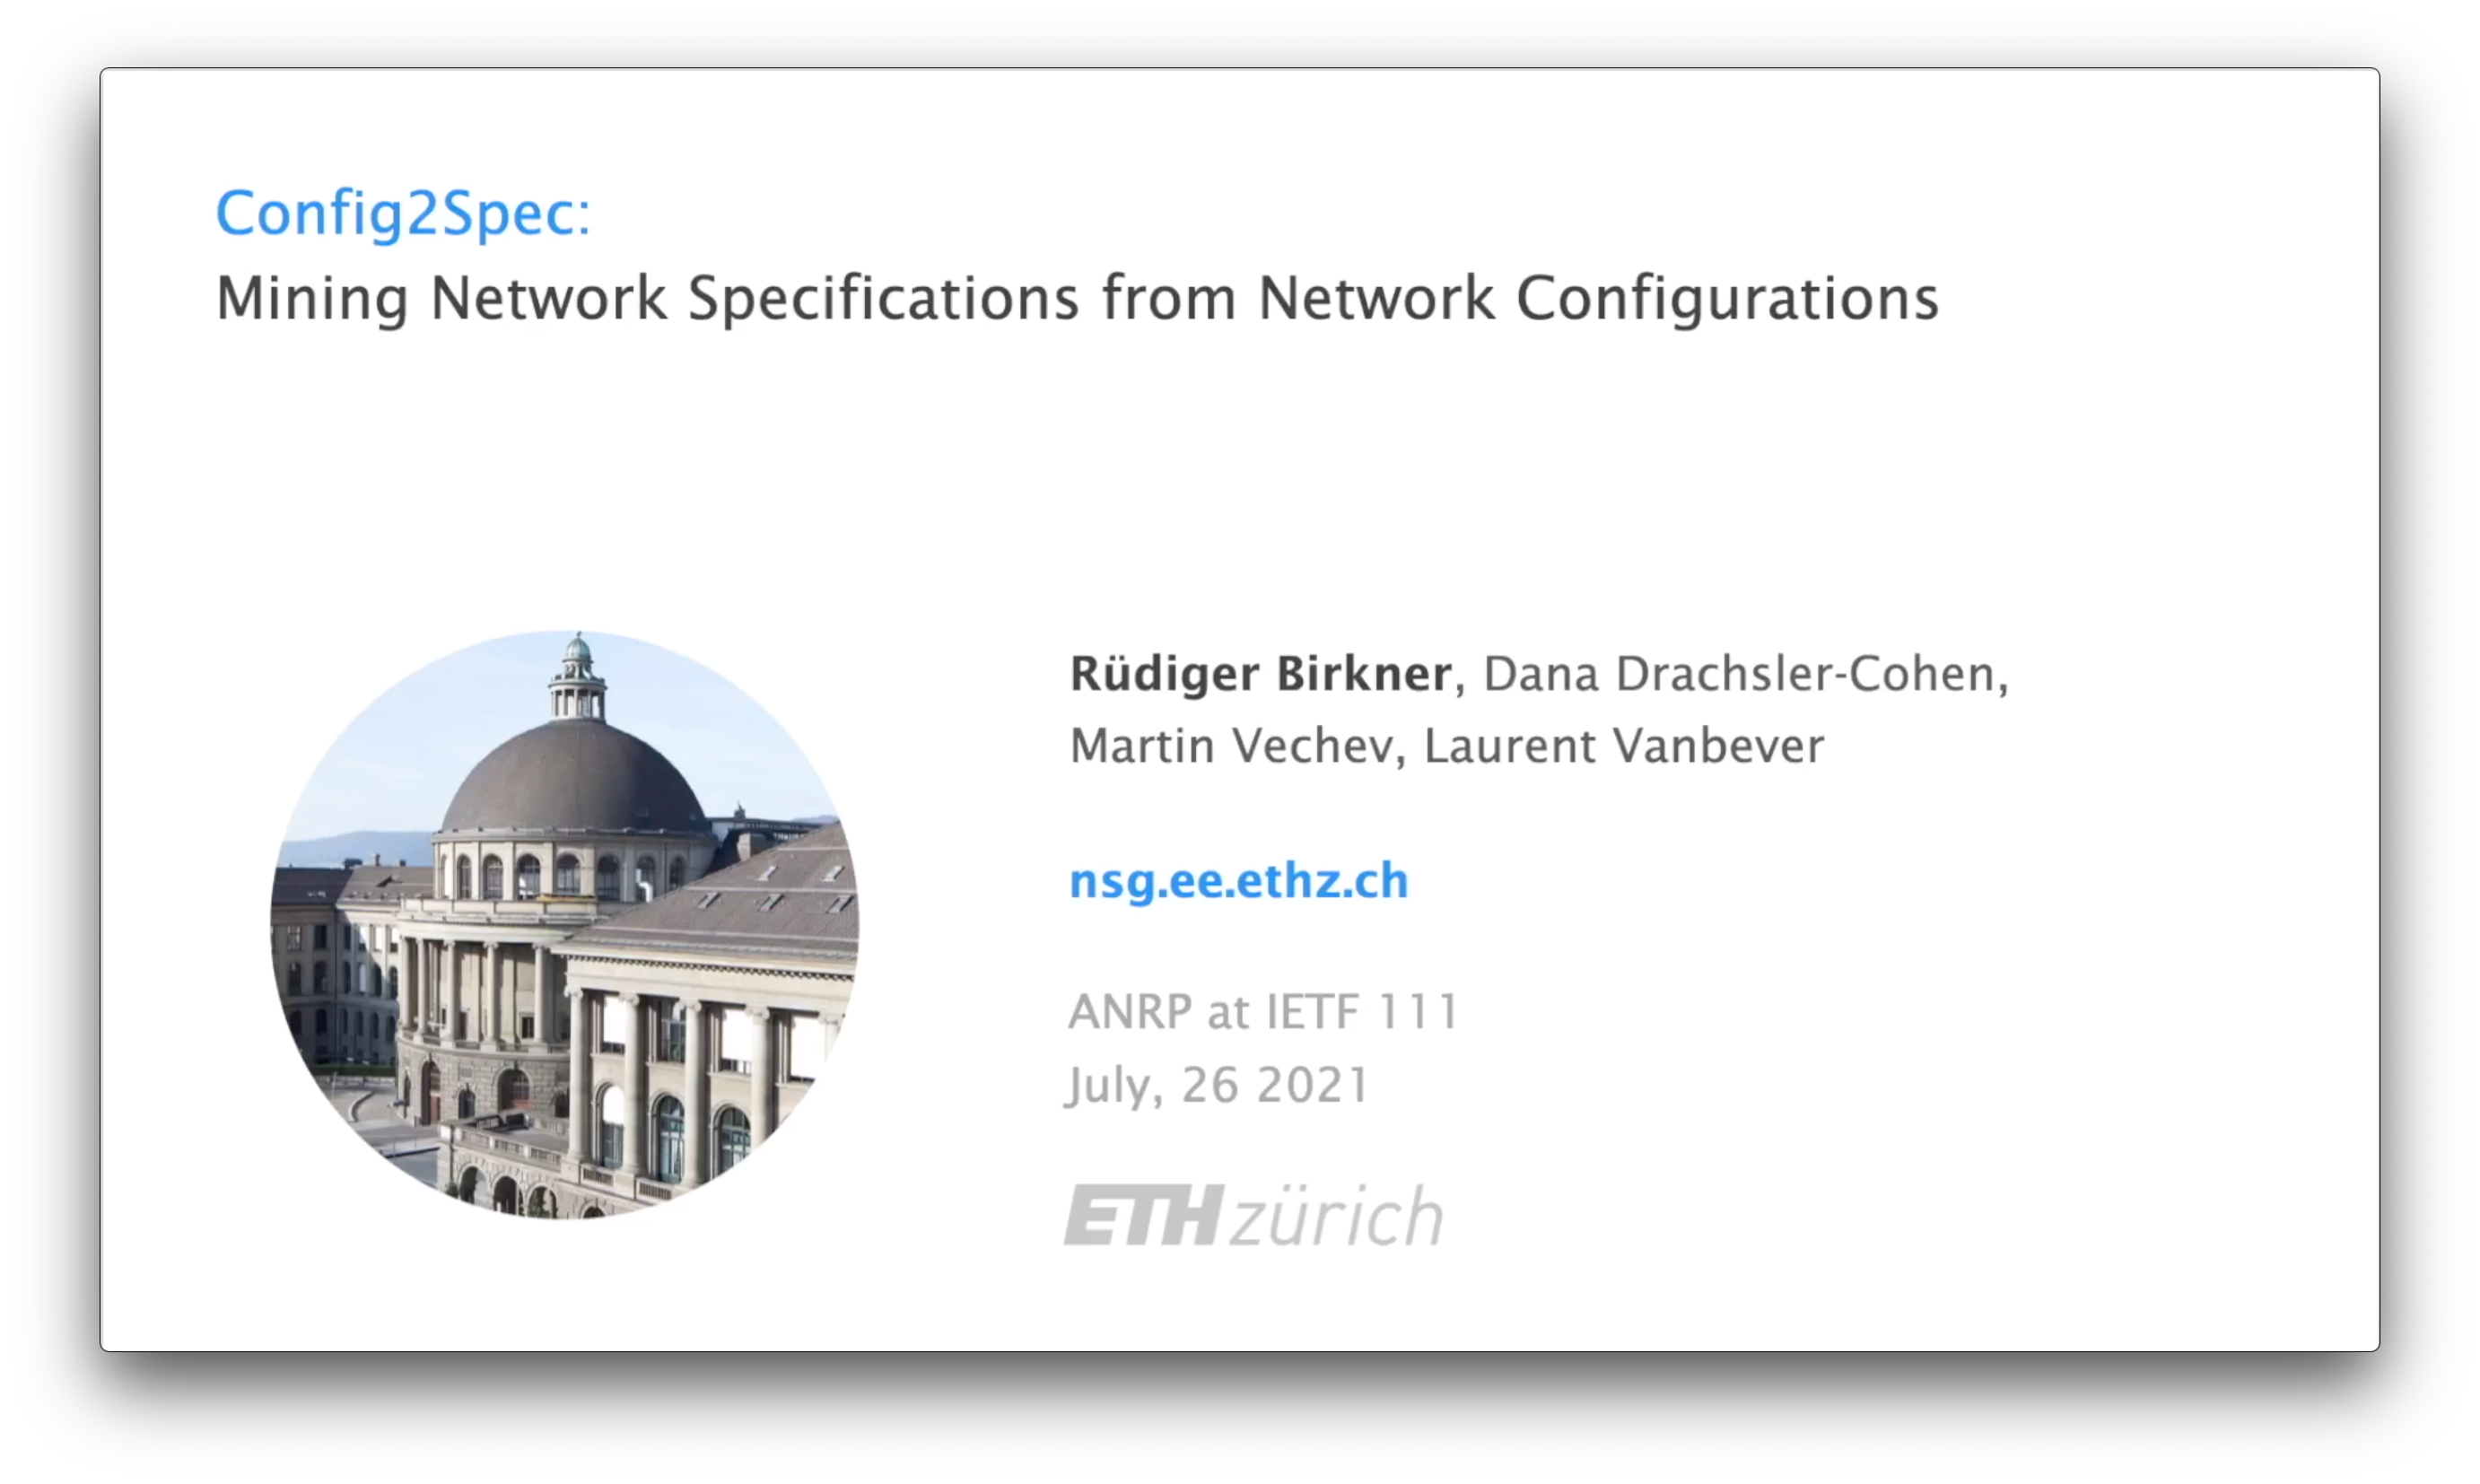 Config2Spec:
Mining Network Specifications from Network Configurations
Rüdiger Birkner, Dana Drachsler-Cohen,
Martin Vechev, Laurent Vanbever
nsg.ee.ethz.ch
ANRP at IETF 111
July, 26 2021
ETH zürich